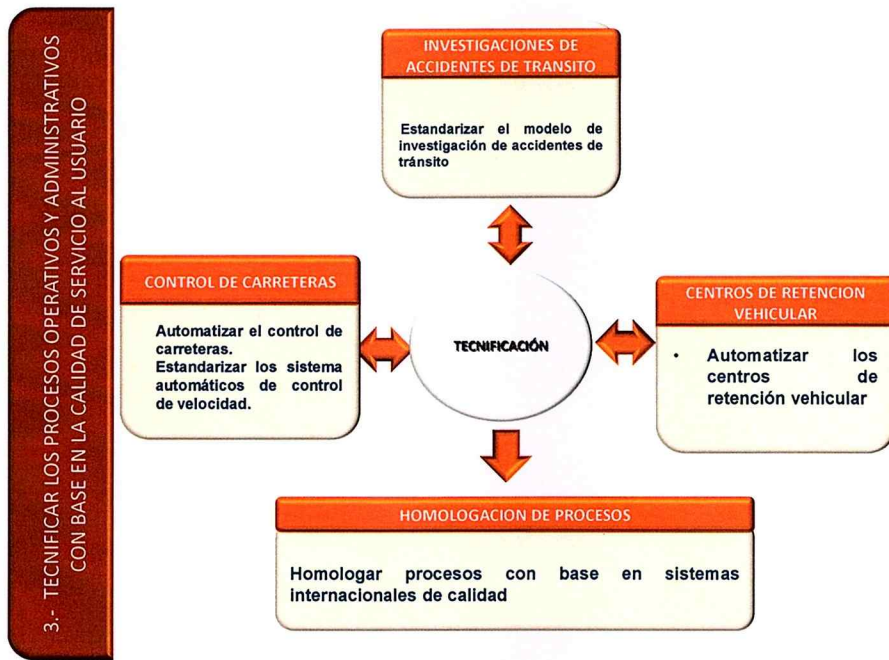 3.- TECNIFICAR LOS PROCESOS OPERATIVOS Y ADMINISTRATIVOS
CON BASE EN LA CALIDAD DE SERVICIO AL USUARIO
INVESTIGACIONES DE
ACCIDENTES DE TRANSITO
Estandarizar el modelo de
investigación de accidentes de
tránsito
CONTROL DE CARRETERAS
Automatizar el control de
carreteras.
Estandarizar los sistema
automáticos de control
de velocidad.
TECNIFICACIÓN
CENTROS DE RETENCION
VEHICULAR
• Automatizar los
centros de
retención vehicular
HOMOLOGACION DE PROCESOS
Homologar procesos con base en sistemas
internacionales de calidad